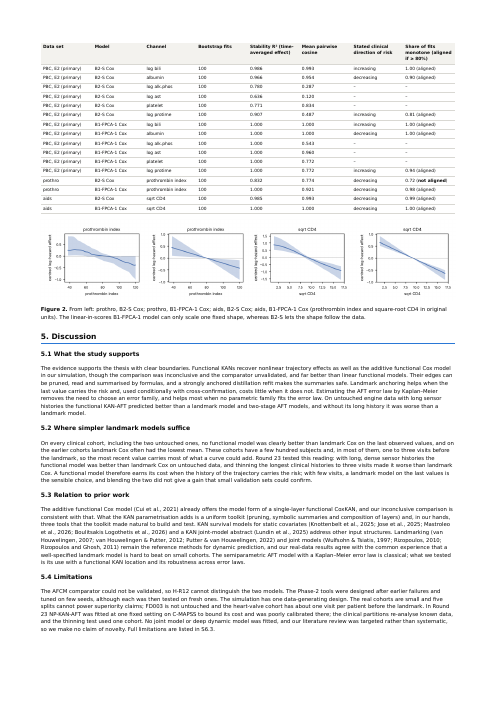 Data set Model Channel Bootstrap fits Stability R² (time- Mean pairwise Stated clinical Share of fits
averaged effect) cosine direction of risk monotone (aligned
if ≥ 80%)
PBC, E2 (primary) B2-S Cox log bili 100 0.986 0.993 increasing 1.00 (aligned)
PBC, E2 (primary) B2-S Cox albumin 100 0.966 0.954 decreasing 0.90 (aligned)
PBC, E2 (primary) B2-S Cox log alk.phos 100 0.780 0.287 – –
PBC, E2 (primary) B2-S Cox log ast 100 0.636 0.120 – –
PBC, E2 (primary) B2-S Cox platelet 100 0.771 0.834 – –
PBC, E2 (primary) B2-S Cox log protime 100 0.907 0.487 increasing 0.81 (aligned)
PBC, E2 (primary) B1-FPCA-1 Cox log bili 100 1.000 1.000 increasing 1.00 (aligned)
PBC, E2 (primary) B1-FPCA-1 Cox albumin 100 1.000 1.000 decreasing 1.00 (aligned)
PBC, E2 (primary) B1-FPCA-1 Cox log alk.phos 100 1.000 0.543 – –
PBC, E2 (primary) B1-FPCA-1 Cox log ast 100 1.000 0.960 – –
PBC, E2 (primary) B1-FPCA-1 Cox platelet 100 1.000 0.772 – –
PBC, E2 (primary) B1-FPCA-1 Cox log protime 100 1.000 0.772 increasing 0.94 (aligned)
prothro B2-S Cox prothrombin index 100 0.832 0.774 decreasing 0.72 (not aligned)
prothro B1-FPCA-1 Cox prothrombin index 100 1.000 0.921 decreasing 0.98 (aligned)
aids B2-S Cox sqrt CD4 100 0.985 0.993 decreasing 0.99 (aligned)
aids B1-FPCA-1 Cox sqrt CD4 100 1.000 1.000 decreasing 1.00 (aligned)
prothrombin index prothrombin index sqrt CD4 sqrt CD4
centred log-hazard effect
prothrombin index prothrombin index sqrt CD4 sqrt CD4
Figure 2. From left: prothro, B2-S Cox; prothro, B1-FPCA-1 Cox; aids, B2-S Cox; aids, B1-FPCA-1 Cox (prothrombin index and square-root CD4 in original
units). The linear-in-scores B1-FPCA-1 model can only scale one fixed shape, whereas B2-S lets the shape follow the data.
5. Discussion
5.1 What the study supports
The evidence supports the thesis with clear boundaries. Functional KANs recover nonlinear trajectory effects as well as the additive functional Cox model
in our simulation, though the comparison was inconclusive and the comparator unvalidated, and far better than linear functional models. Their edges can
be pruned, read and summarised by formulas, and a strongly anchored distillation refit makes the summaries safe. Landmark anchoring helps when the
last value carries the risk and, used conditionally with cross-confirmation, costs little when it does not. Estimating the AFT error law by Kaplan-Meier
removes the need to choose an error family, and helps most when no parametric family fits the error law. On untouched engine data with long sensor
histories the functional KAN-AFT predicted better than a landmark model and two-stage AFT models, and without its long history it was worse than a
landmark model.
5.2 Where simpler landmark models suffice
On every clinical cohort, including the two untouched ones, no functional model was clearly better than landmark Cox on the last observed values, and on
the earlier cohorts landmark Cox often had the lowest mean. These cohorts have a few hundred subjects and, in most of them, one to three visits before
the landmark, so the most recent value carries most of what a curve could add. Round 23 tested this reading: with long, dense sensor histories the
functional model was better than landmark Cox on untouched data, and thinning the longest clinical histories to three visits made it worse than landmark
Cox. A functional model therefore earns its cost when the history of the trajectory carries the risk; with few visits, a landmark model on the last values is
the sensible choice, and blending the two did not give a gain that small validation sets could confirm.
5.3 Relation to prior work
The additive functional Cox model (Cui et al., 2021) already offers the model form of a single-layer functional CoxKAN, and our inconclusive comparison is
consistent with that. What the KAN parametrisation adds is a uniform toolkit (pruning, symbolic summaries and composition of layers) and, in our hands,
three tools that the toolkit made natural to build and test. KAN survival models for static covariates (Knottenbelt et al., 2025; Jose et al., 2025; Mastroleo
et al., 2026; Boulitsakis Logothetis et al., 2026) and a KAN joint-model abstract (Lundin et al., 2025) address other input structures. Landmarking (van
Houwelingen, 2007; van Houwelingen & Putter, 2012; Putter & van Houwelingen, 2022) and joint models (Wulfsohn & Tsiatis, 1997; Rizopoulos, 2010;
Rizopoulos and Ghosh, 2011) remain the reference methods for dynamic prediction, and our real-data results agree with the common experience that a
well-specified landmark model is hard to beat on small cohorts. The semiparametric AFT model with a Kaplan-Meier error law is classical; what we tested
is its use with a functional KAN location and its robustness across error laws.
5.4 Limitations
The AFCM comparator could not be validated, so H-R12 cannot distinguish the two models. The Phase-2 tools were designed after earlier failures and
tuned on few seeds, although each was then tested on fresh ones. The simulation has one data-generating design. The real cohorts are small and five
splits cannot power superiority claims; FD003 is not untouched and the heart-valve cohort has about one visit per patient before the landmark. In Round
23 NP-KAN-AFT was fitted at one fixed setting on C-MAPSS to bound its cost and was poorly calibrated there; the clinical partitions re-analyse known data,
and the thinning test used one cohort. No joint model or deep dynamic model was fitted, and our literature review was targeted rather than systematic,
so we make no claim of novelty. Full limitations are listed in S6.3.